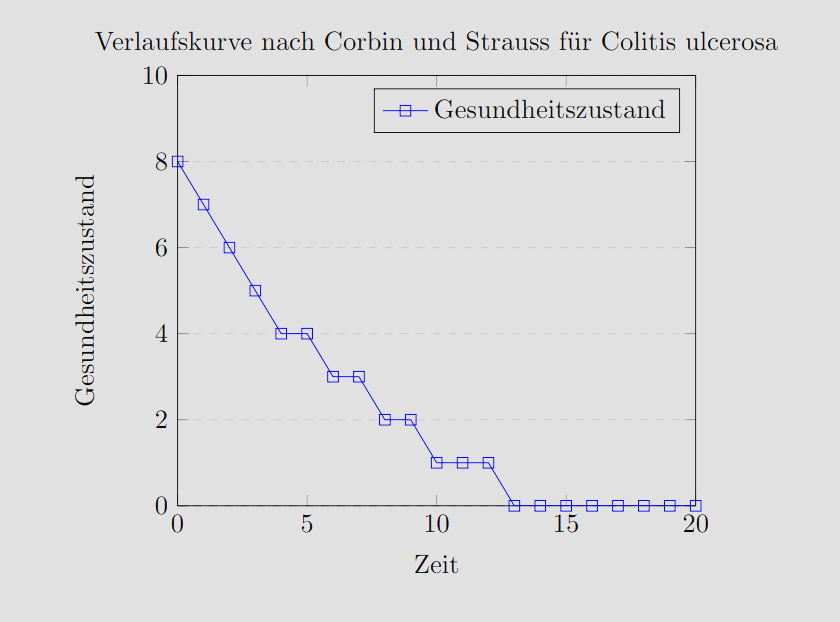 Verlaufskurve nach Corbin und Strauss für Colitis ulcerosa
10
Gesundheitszustand
8
6
4
2
0
Gesundheitszustand
0 5 10 15 20
Zeit